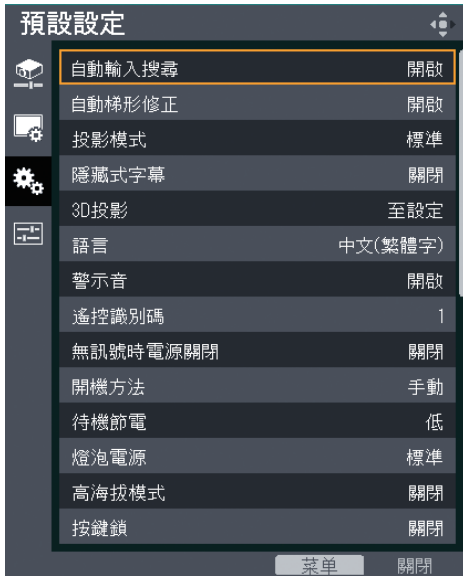 預設設定
自動輸入搜尋 開啟
自動梯形修正 開啟
投影模式 標準
隱藏式字幕 關閉
3D投影 至設定
語言 中文(繁體字)
警示音 開啟
遙控識別碼 1
無訊號時電源關閉 關閉
開機方法 手動
待機節電 低
燈泡電源 標準
高海拔模式 關閉
按鍵鎖 關閉
菜单 關閉